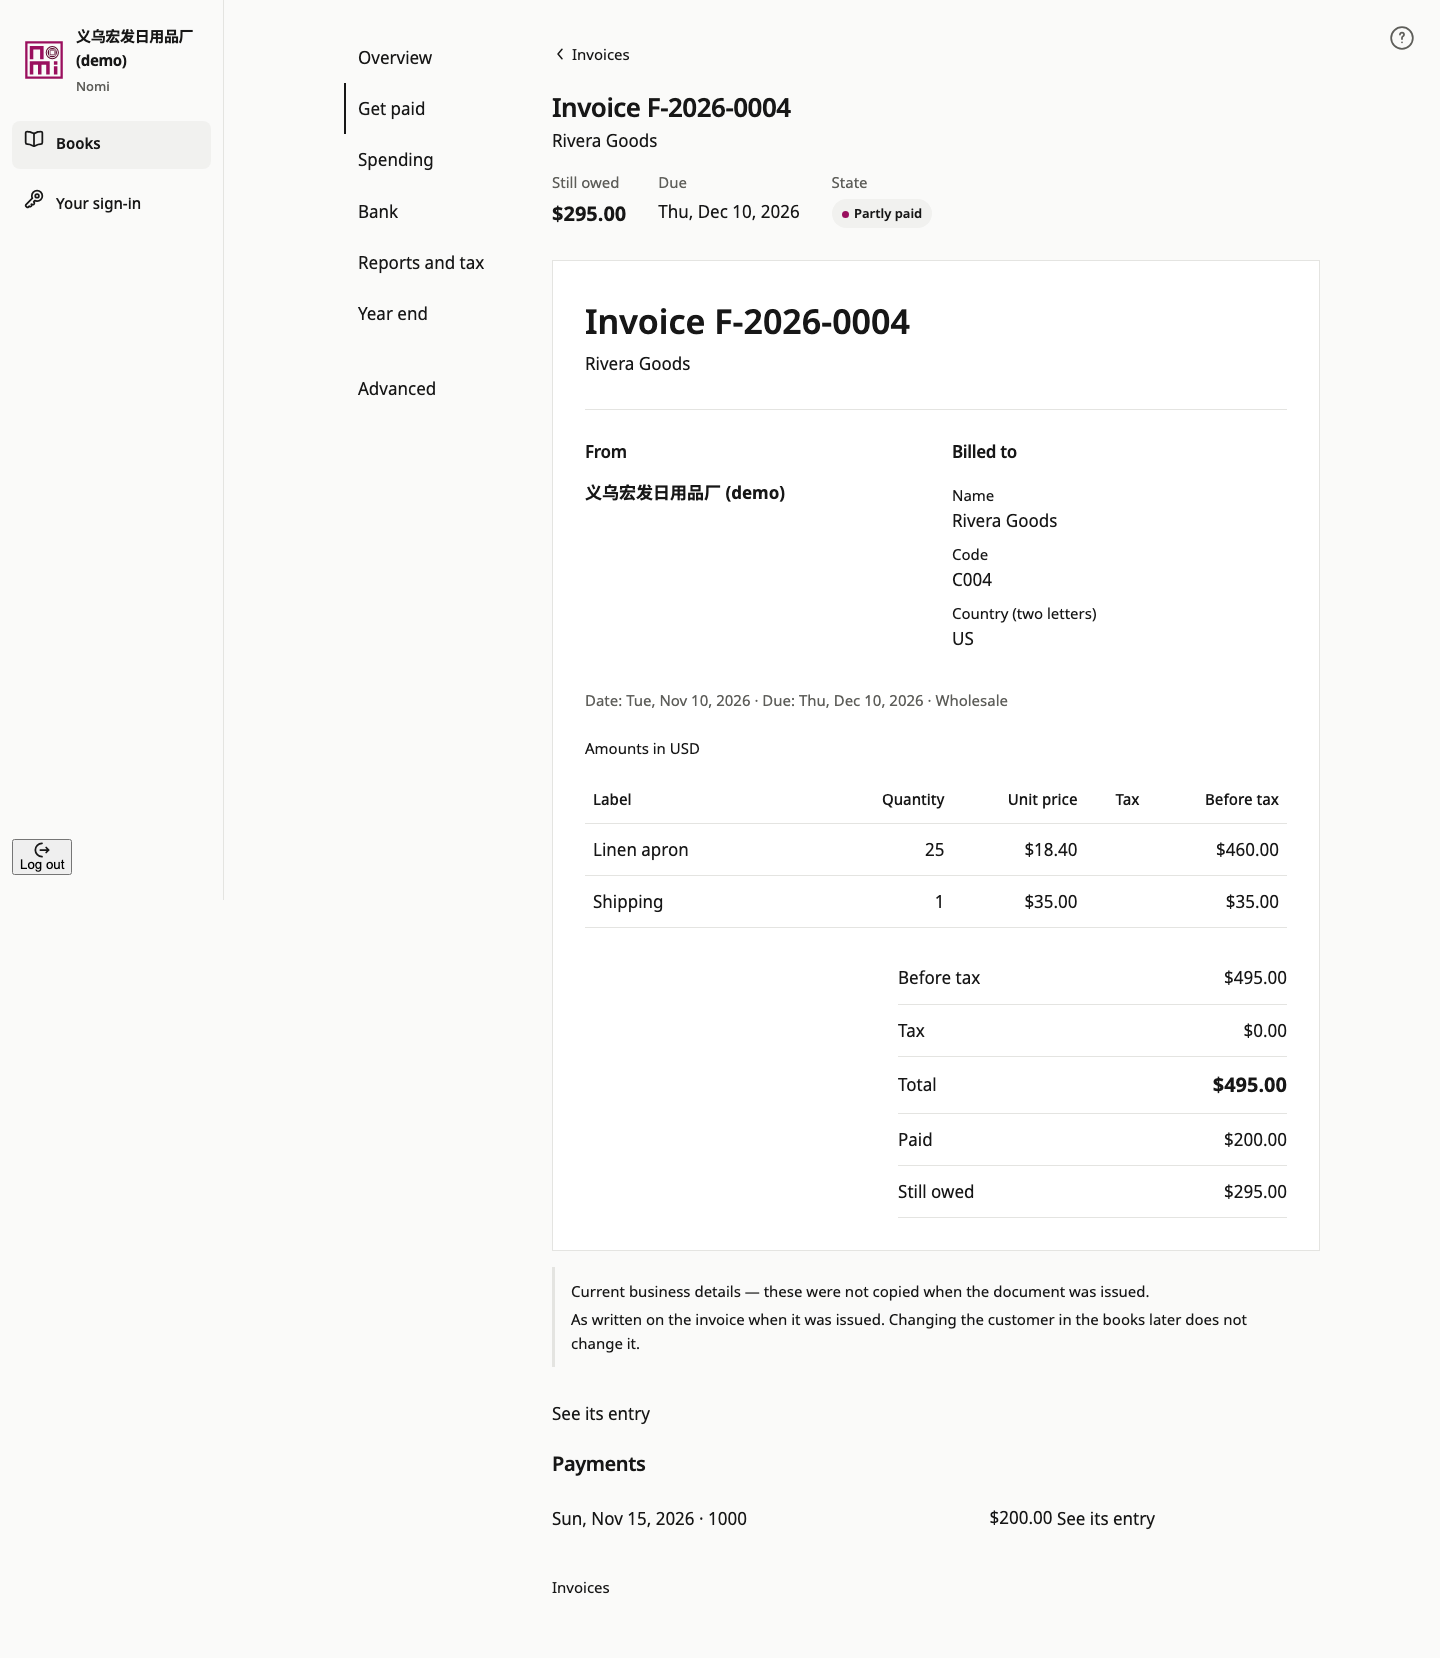 义乌宏发日用品厂
(demo)
Nomi
Books
Your sign-in
Log out
Overview
Get paid
Spending
Bank
Reports and tax
Year end
Advanced
Invoices
Invoice F-2026-0004
Rivera Goods
Still owed
$295.00
Due
Thu, Dec 10, 2026
State
Partly paid
Invoice F-2026-0004
Rivera Goods
From
义乌宏发日用品厂 (demo)
Billed to
Name
Rivera Goods
Code
C004
Country (two letters)
US
Date: Tue, Nov 10, 2026 · Due: Thu, Dec 10, 2026 · Wholesale
Amounts in USD
Label Quantity Unit price Tax Before tax
Linen apron 25 $18.40 $460.00
Shipping 1 $35.00 $35.00
Before tax $495.00
Tax $0.00
Total $495.00
Paid $200.00
Still owed $295.00
Current business details — these were not copied when the document was issued.
As written on the invoice when it was issued. Changing the customer in the books later does not
change it.
See its entry
Payments
Sun, Nov 15, 2026 · 1000 $200.00 See its entry
Invoices